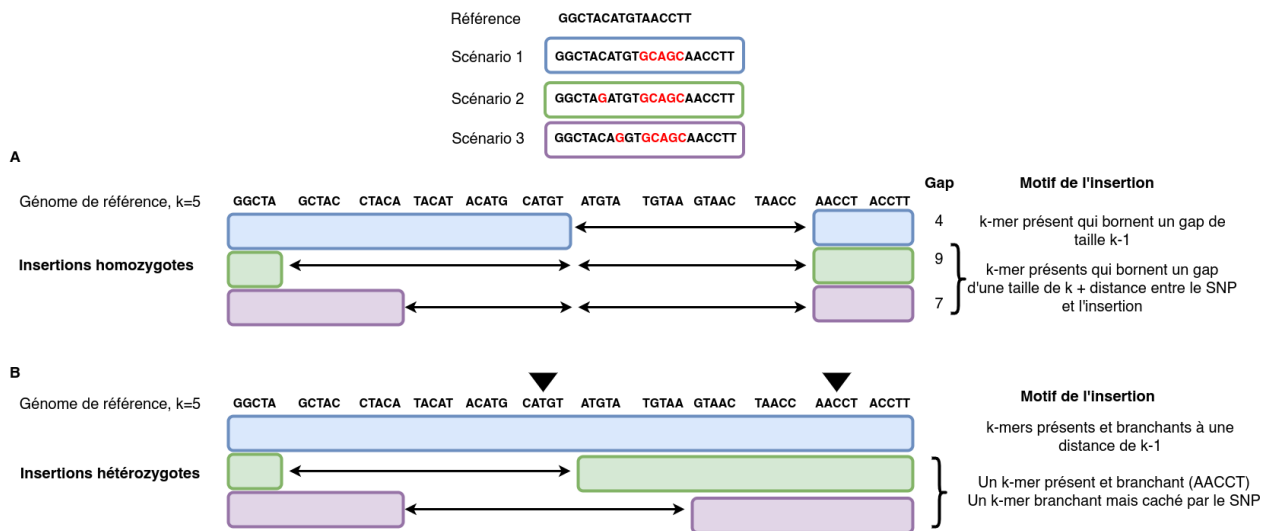 Référence GGCTACATGTAACCTT
Scénario 1 GGCTACATGTGCAGCAACCTT
Scénario 2 GGCTAGATGTGCAGCAACCTT
Scénario 3 GGCTACAGGTGCAGCAACCTT
A
Gap Motif de l'insertion
Génome de référence, k=5 GGCTA GCTAC CTACA TACAT ACATG CATGT ATGTA TGTAA GTAAC TAACC AACCT ACCTT
4 k-mer présent qui bornent un gap de
taille k-1
Insertions homozygotes
9 k-mer présents qui bornent un gap
d'une taille de k + distance entre le SNP
7 et l'insertion
B
Génome de référence, k=5 GGCTA GCTAC CTACA TACAT ACATG CATGT ATGTA TGTAA GTAAC TAACC AACCT ACCTT
Motif de l'insertion
k-mers présents et branchants à une
distance de k-1
Insertions hétérozygotes
Un k-mer présent et branchant (AACCT)
Un k-mer branchant mais caché par le SNP